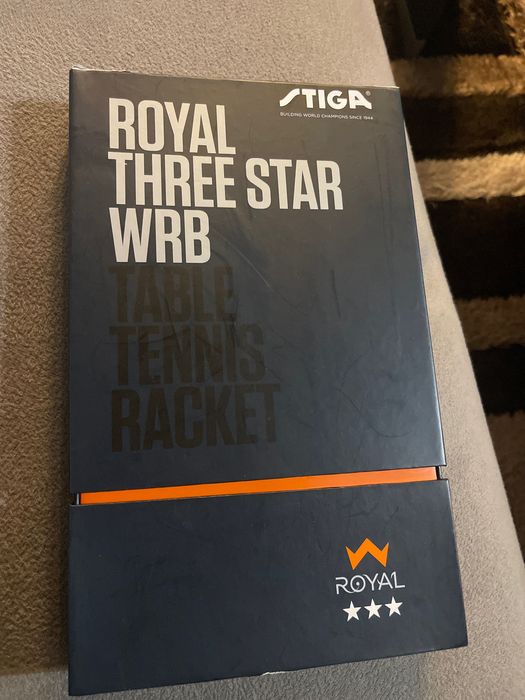 STIGA
BUILDING WORLD CHAMPIONS SINCE 1944
ROYAL
THREE STAR
WRB
TABLE
TENNIS
RACKET
ROYAL